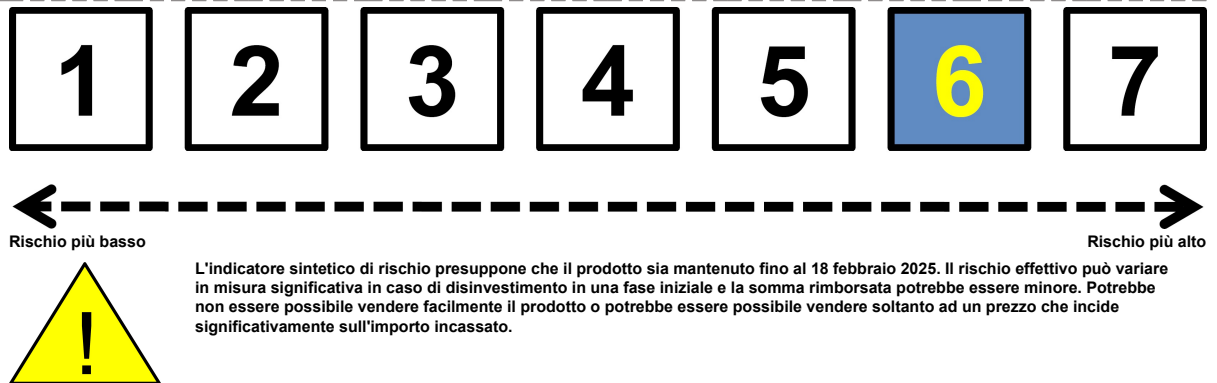 1 2 3 4 5 6 7
Rischio più basso Rischio più alto
L'indicatore sintetico di rischio presuppone che il prodotto sia mantenuto fino al 18 febbraio 2025. Il rischio effettivo può variare
in misura significativa in caso di disinvestimento in una fase iniziale e la somma rimborsata potrebbe essere minore. Potrebbe
non essere possibile vendere facilmente il prodotto o potrebbe essere possibile vendere soltanto ad un prezzo che incide
significativamente sull'importo incassato.
!